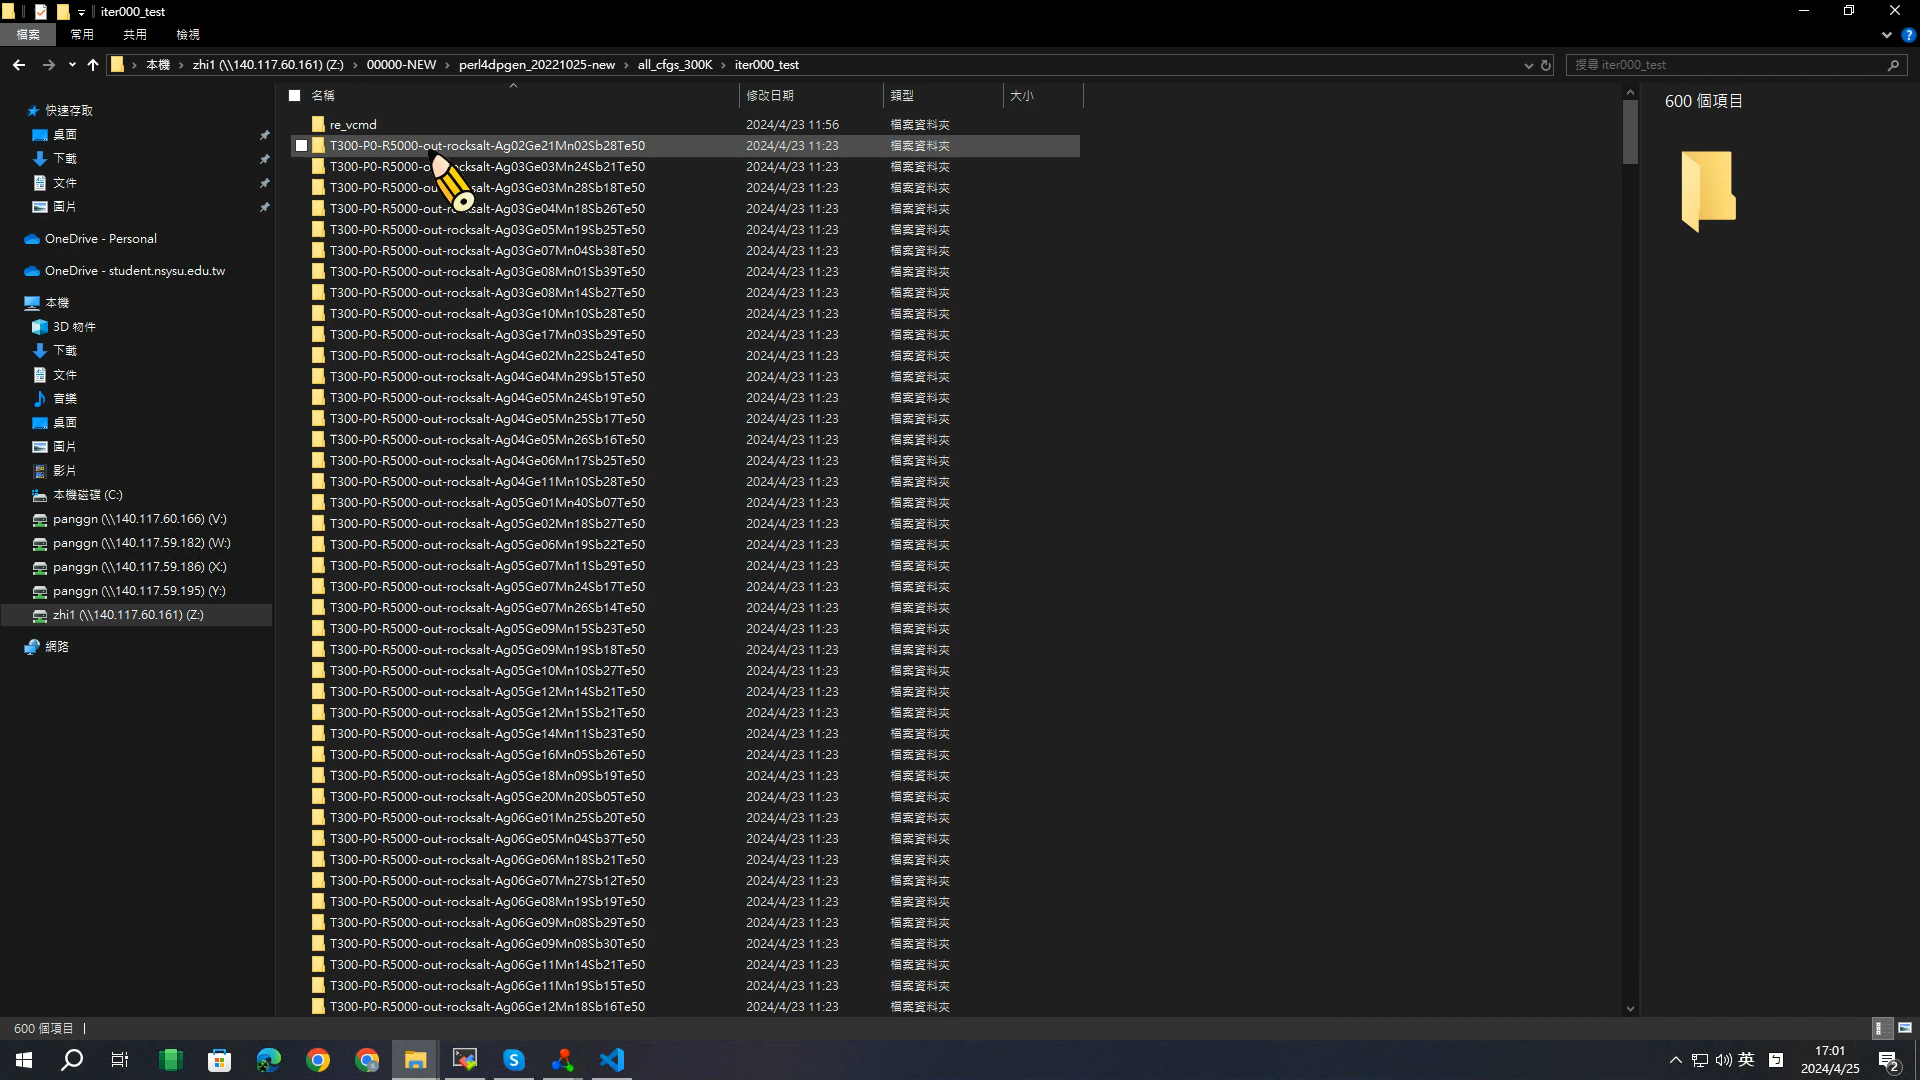 iter000_test
檔案 常用 共用 檢視
本機 zhi1 (\\140.117.60.161) (Z:) 00000-NEW perl4dpgen_20221025-new all_cfgs_300K iter000_test
搜尋 iter000_test
快速存取
桌面
下載
文件
圖片
OneDrive - Personal
OneDrive - student.nsysu.edu.tw
本機
3D 物件
下載
文件
音樂
桌面
圖片
影片
本機磁碟 (C:)
panggn (\\140.117.60.166) (V:)
panggn (\\140.117.59.182) (W:)
panggn (\\140.117.59.186) (X:)
panggn (\\140.117.59.195) (Y:)
zhi1 (\\140.117.60.161) (Z:)
網路
名稱 修改日期 類型 大小
re_vcmd 2024/4/23 11:56 檔案資料夾
T300-P0-R5000-out-rocksalt-Ag02Ge21Mn02Sb28Te50 2024/4/23 11:23 檔案資料夾
T300-P0-R5000-o rocksalt-Ag03Ge03Mn24Sb21Te50 2024/4/23 11:23 檔案資料夾
T300-P0-R5000-ou cksalt-Ag03Ge03Mn28Sb18Te50 2024/4/23 11:23 檔案資料夾
T300-P0-R5000-out-r ksalt-Ag03Ge04Mn18Sb26Te50 2024/4/23 11:23 檔案資料夾
T300-P0-R5000-out-rocksalt-Ag03Ge05Mn19Sb25Te50 2024/4/23 11:23 檔案資料夾
T300-P0-R5000-out-rocksalt-Ag03Ge07Mn04Sb38Te50 2024/4/23 11:23 檔案資料夾
T300-P0-R5000-out-rocksalt-Ag03Ge08Mn01Sb39Te50 2024/4/23 11:23 檔案資料夾
T300-P0-R5000-out-rocksalt-Ag03Ge08Mn14Sb27Te50 2024/4/23 11:23 檔案資料夾
T300-P0-R5000-out-rocksalt-Ag03Ge10Mn10Sb28Te50 2024/4/23 11:23 檔案資料夾
T300-P0-R5000-out-rocksalt-Ag03Ge17Mn03Sb29Te50 2024/4/23 11:23 檔案資料夾
T300-P0-R5000-out-rocksalt-Ag04Ge02Mn22Sb24Te50 2024/4/23 11:23 檔案資料夾
T300-P0-R5000-out-rocksalt-Ag04Ge04Mn29Sb15Te50 2024/4/23 11:23 檔案資料夾
T300-P0-R5000-out-rocksalt-Ag04Ge05Mn24Sb19Te50 2024/4/23 11:23 檔案資料夾
T300-P0-R5000-out-rocksalt-Ag04Ge05Mn25Sb17Te50 2024/4/23 11:23 檔案資料夾
T300-P0-R5000-out-rocksalt-Ag04Ge05Mn26Sb16Te50 2024/4/23 11:23 檔案資料夾
T300-P0-R5000-out-rocksalt-Ag04Ge06Mn17Sb25Te50 2024/4/23 11:23 檔案資料夾
T300-P0-R5000-out-rocksalt-Ag04Ge11Mn10Sb28Te50 2024/4/23 11:23 檔案資料夾
T300-P0-R5000-out-rocksalt-Ag05Ge01Mn40Sb07Te50 2024/4/23 11:23 檔案資料夾
T300-P0-R5000-out-rocksalt-Ag05Ge02Mn18Sb27Te50 2024/4/23 11:23 檔案資料夾
T300-P0-R5000-out-rocksalt-Ag05Ge06Mn19Sb22Te50 2024/4/23 11:23 檔案資料夾
T300-P0-R5000-out-rocksalt-Ag05Ge07Mn11Sb29Te50 2024/4/23 11:23 檔案資料夾
T300-P0-R5000-out-rocksalt-Ag05Ge07Mn24Sb17Te50 2024/4/23 11:23 檔案資料夾
T300-P0-R5000-out-rocksalt-Ag05Ge07Mn26Sb14Te50 2024/4/23 11:23 檔案資料夾
T300-P0-R5000-out-rocksalt-Ag05Ge09Mn15Sb23Te50 2024/4/23 11:23 檔案資料夾
T300-P0-R5000-out-rocksalt-Ag05Ge09Mn19Sb18Te50 2024/4/23 11:23 檔案資料夾
T300-P0-R5000-out-rocksalt-Ag05Ge10Mn10Sb27Te50 2024/4/23 11:23 檔案資料夾
T300-P0-R5000-out-rocksalt-Ag05Ge12Mn14Sb21Te50 2024/4/23 11:23 檔案資料夾
T300-P0-R5000-out-rocksalt-Ag05Ge12Mn15Sb21Te50 2024/4/23 11:23 檔案資料夾
T300-P0-R5000-out-rocksalt-Ag05Ge14Mn11Sb23Te50 2024/4/23 11:23 檔案資料夾
T300-P0-R5000-out-rocksalt-Ag05Ge16Mn05Sb26Te50 2024/4/23 11:23 檔案資料夾
T300-P0-R5000-out-rocksalt-Ag05Ge18Mn09Sb19Te50 2024/4/23 11:23 檔案資料夾
T300-P0-R5000-out-rocksalt-Ag05Ge20Mn20Sb05Te50 2024/4/23 11:23 檔案資料夾
T300-P0-R5000-out-rocksalt-Ag06Ge01Mn25Sb20Te50 2024/4/23 11:23 檔案資料夾
T300-P0-R5000-out-rocksalt-Ag06Ge05Mn04Sb37Te50 2024/4/23 11:23 檔案資料夾
T300-P0-R5000-out-rocksalt-Ag06Ge06Mn18Sb21Te50 2024/4/23 11:23 檔案資料夾
T300-P0-R5000-out-rocksalt-Ag06Ge07Mn27Sb12Te50 2024/4/23 11:23 檔案資料夾
T300-P0-R5000-out-rocksalt-Ag06Ge08Mn19Sb19Te50 2024/4/23 11:23 檔案資料夾
T300-P0-R5000-out-rocksalt-Ag06Ge09Mn08Sb29Te50 2024/4/23 11:23 檔案資料夾
T300-P0-R5000-out-rocksalt-Ag06Ge09Mn08Sb30Te50 2024/4/23 11:23 檔案資料夾
T300-P0-R5000-out-rocksalt-Ag06Ge11Mn14Sb21Te50 2024/4/23 11:23 檔案資料夾
T300-P0-R5000-out-rocksalt-Ag06Ge11Mn19Sb15Te50 2024/4/23 11:23 檔案資料夾
T300-P0-R5000-out-rocksalt-Ag06Ge12Mn18Sb16Te50 2024/4/23 11:23 檔案資料夾
600 個項目
600 個項目
英
17:01
2024/4/25
2